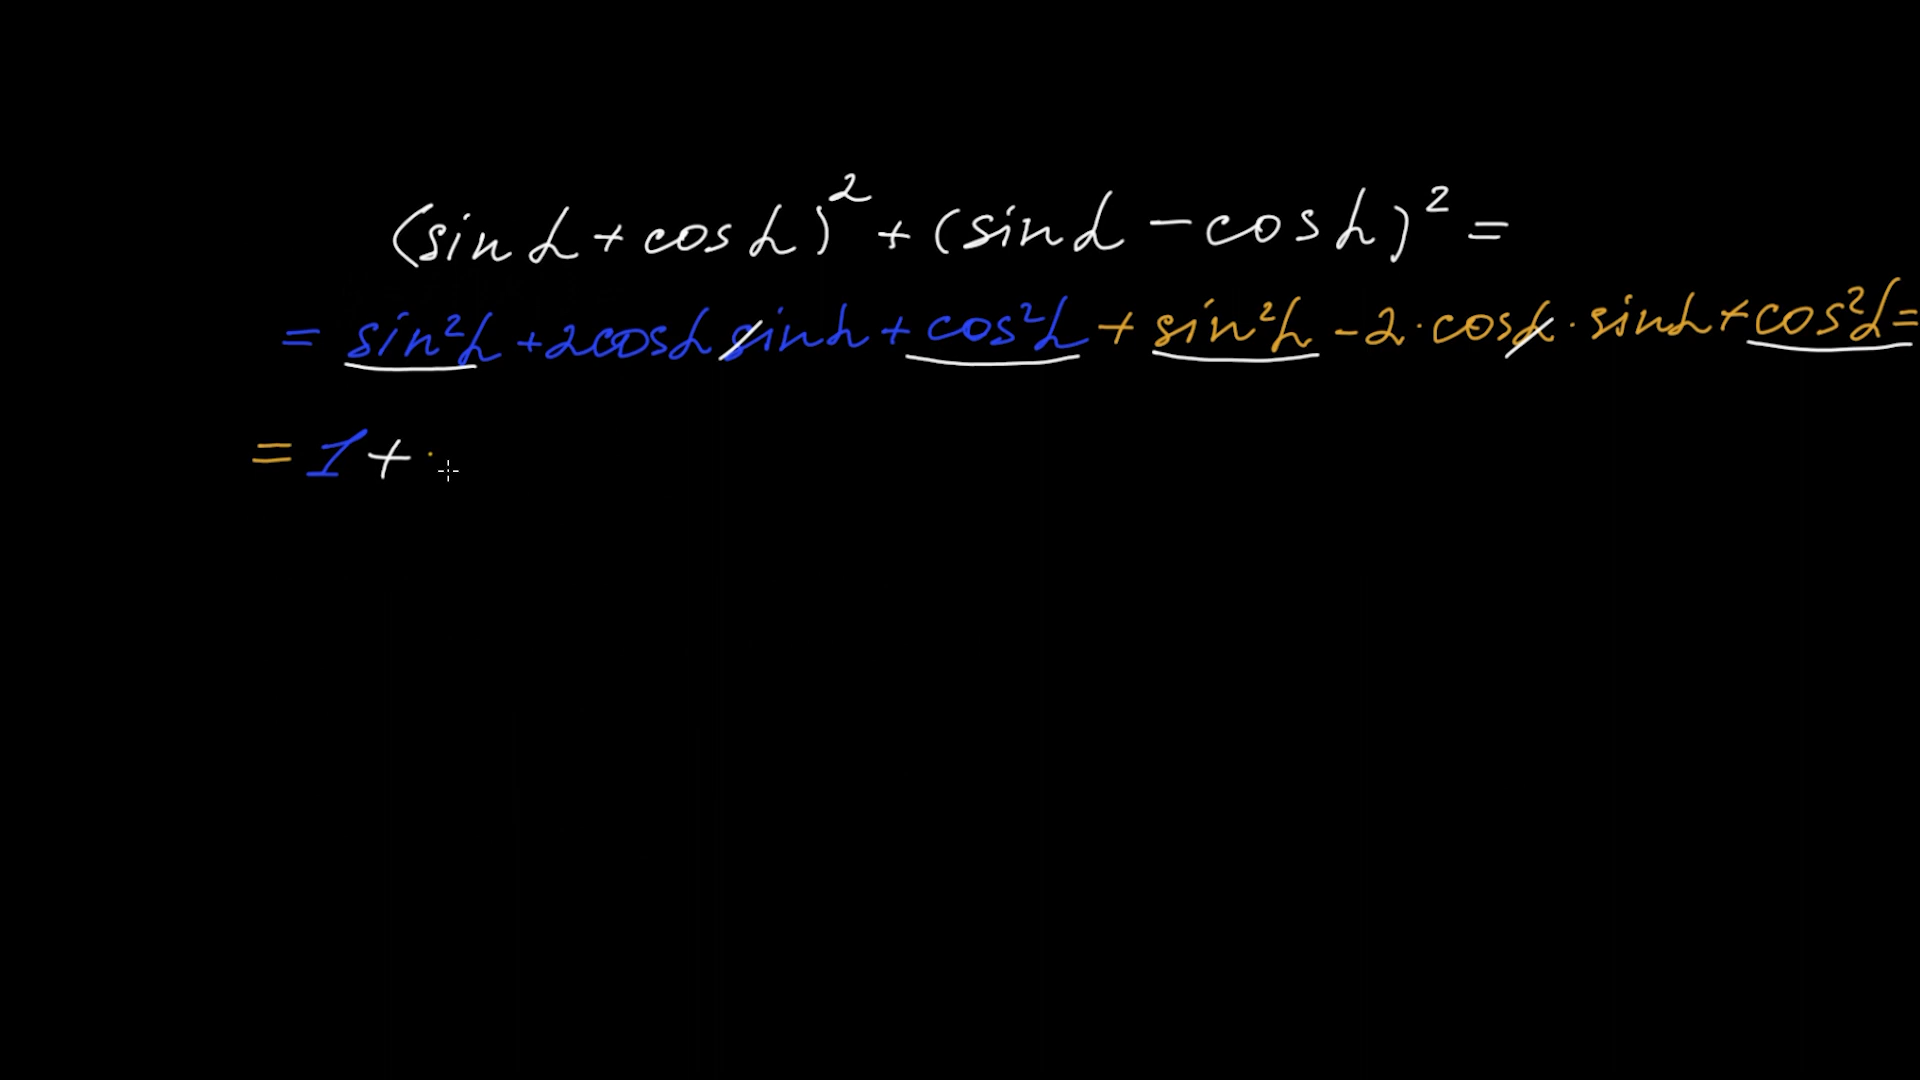 (sin α + cos α)² + (sin α − cos α)² =
= sin²α + 2cosα sinα + cos²α + sin²α − 2·cosα·sinα + cos²α =
= 1 + ·